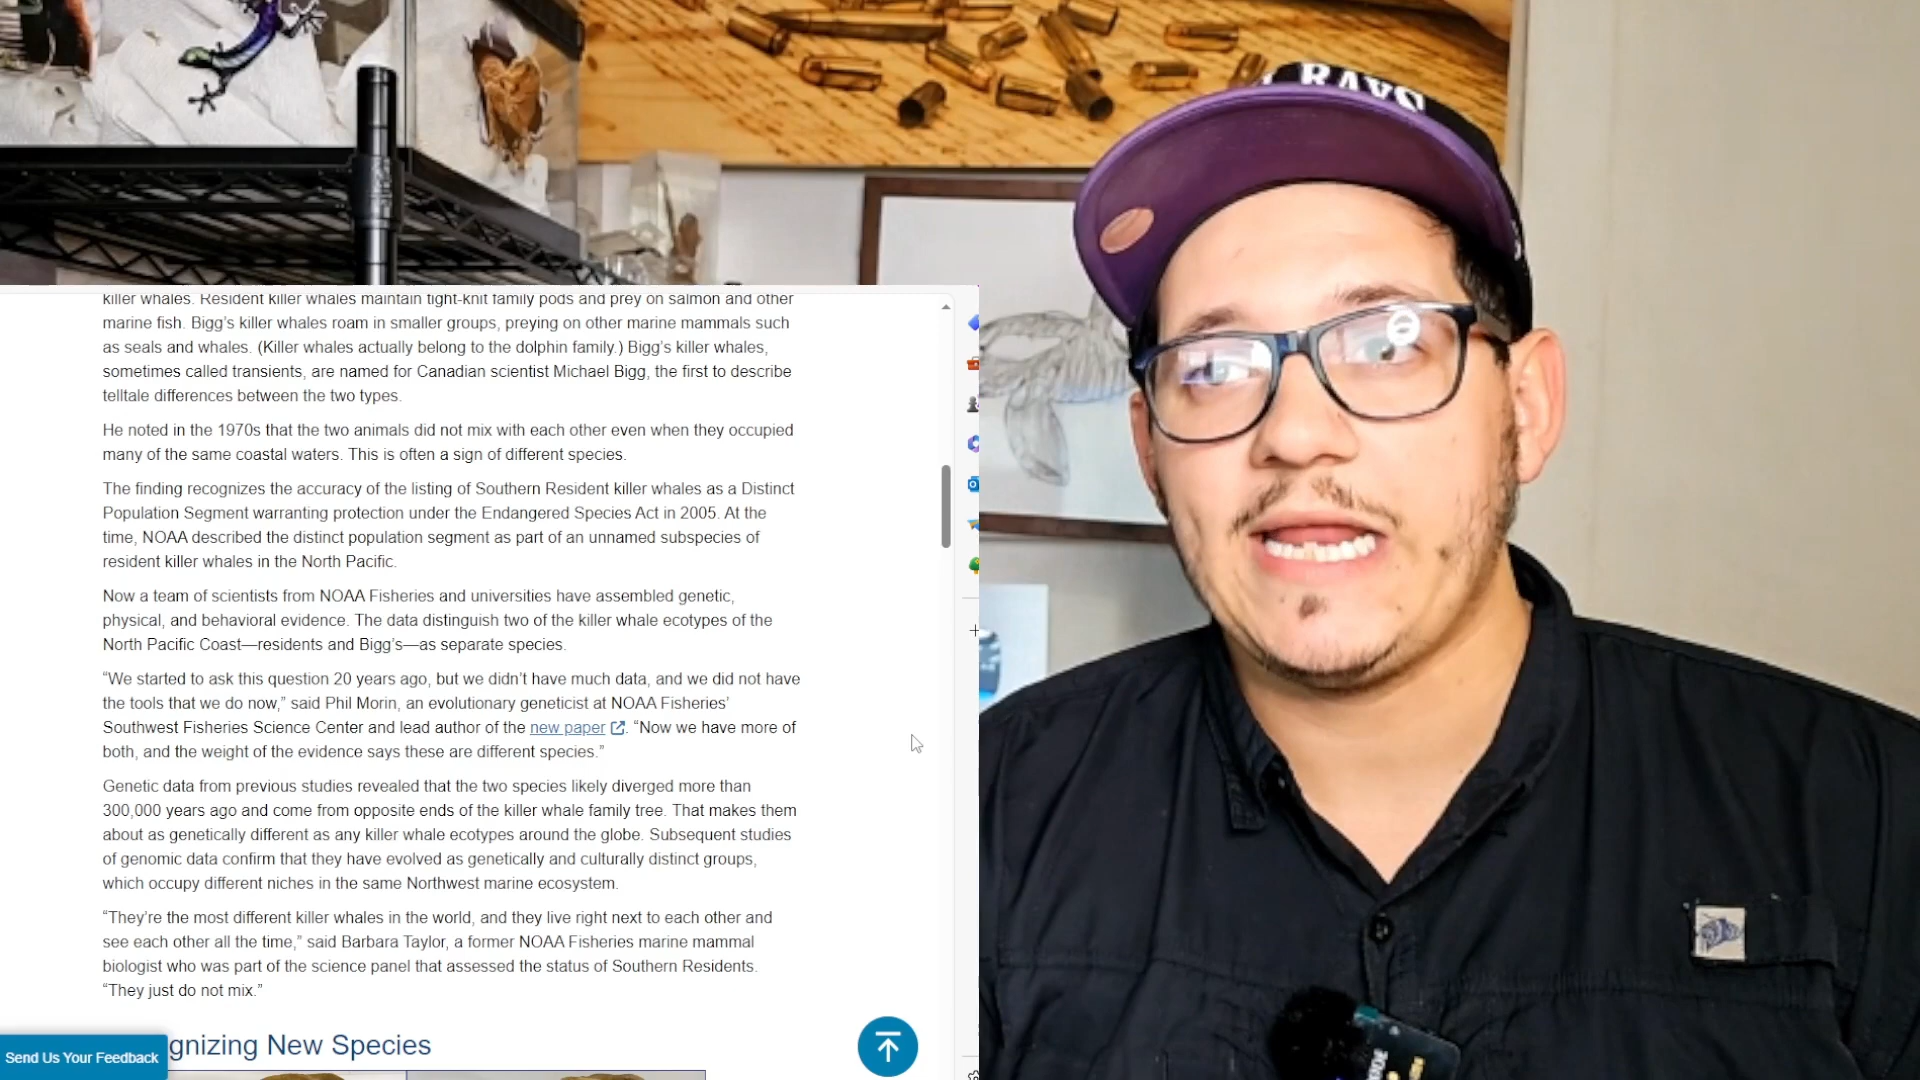 RAYS
killer whales. Resident killer whales maintain tight-knit family pods and prey on salmon and other
marine fish. Bigg’s killer whales roam in smaller groups, preying on other marine mammals such
as seals and whales. (Killer whales actually belong to the dolphin family.) Bigg’s killer whales,
sometimes called transients, are named for Canadian scientist Michael Bigg, the first to describe
telltale differences between the two types.
He noted in the 1970s that the two animals did not mix with each other even when they occupied
many of the same coastal waters. This is often a sign of different species.
The finding recognizes the accuracy of the listing of Southern Resident killer whales as a Distinct
Population Segment warranting protection under the Endangered Species Act in 2005. At the
time, NOAA described the distinct population segment as part of an unnamed subspecies of
resident killer whales in the North Pacific.
Now a team of scientists from NOAA Fisheries and universities have assembled genetic,
physical, and behavioral evidence. The data distinguish two of the killer whale ecotypes of the
North Pacific Coast—residents and Bigg’s—as separate species.
“We started to ask this question 20 years ago, but we didn’t have much data, and we did not have
the tools that we do now,” said Phil Morin, an evolutionary geneticist at NOAA Fisheries’
Southwest Fisheries Science Center and lead author of the new paper. “Now we have more of
both, and the weight of the evidence says these are different species.”
Genetic data from previous studies revealed that the two species likely diverged more than
300,000 years ago and come from opposite ends of the killer whale family tree. That makes them
about as genetically different as any killer whale ecotypes around the globe. Subsequent studies
of genomic data confirm that they have evolved as genetically and culturally distinct groups,
which occupy different niches in the same Northwest marine ecosystem.
“They’re the most different killer whales in the world, and they live right next to each other and
see each other all the time,” said Barbara Taylor, a former NOAA Fisheries marine mammal
biologist who was part of the science panel that assessed the status of Southern Residents.
“They just do not mix.”
gnizing New Species
Send Us Your Feedback